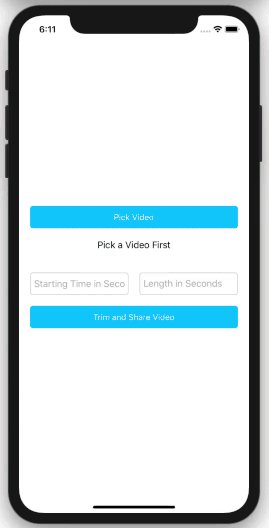 6:11
Pick Video
Pick a Video First
Starting Time in Seco
Length in Seconds
Trim and Share Video